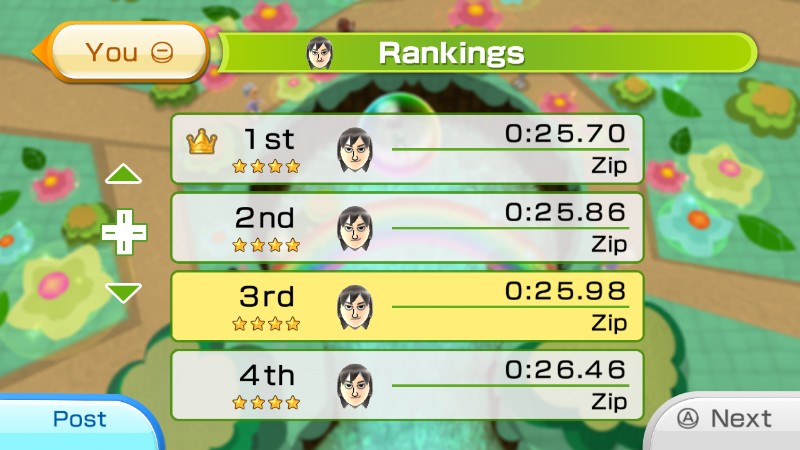 You
Rankings
1st
0:25.70
Zip
2nd
0:25.86
Zip
3rd
0:25.98
Zip
4th
0:26.46
Zip
Post
A Next